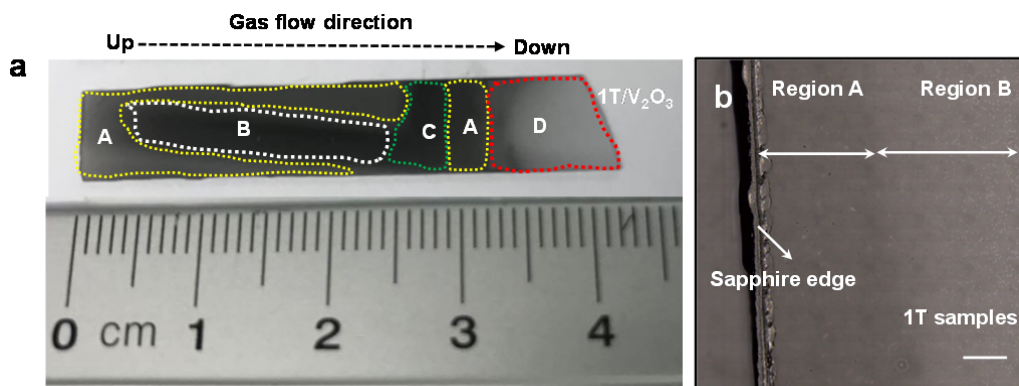 Gas flow direction
Up
Down
a
A
B
C
A
D
1T/V₂O₃
0 cm 1 2 3 4
b
Region A
Region B
Sapphire edge
1T samples